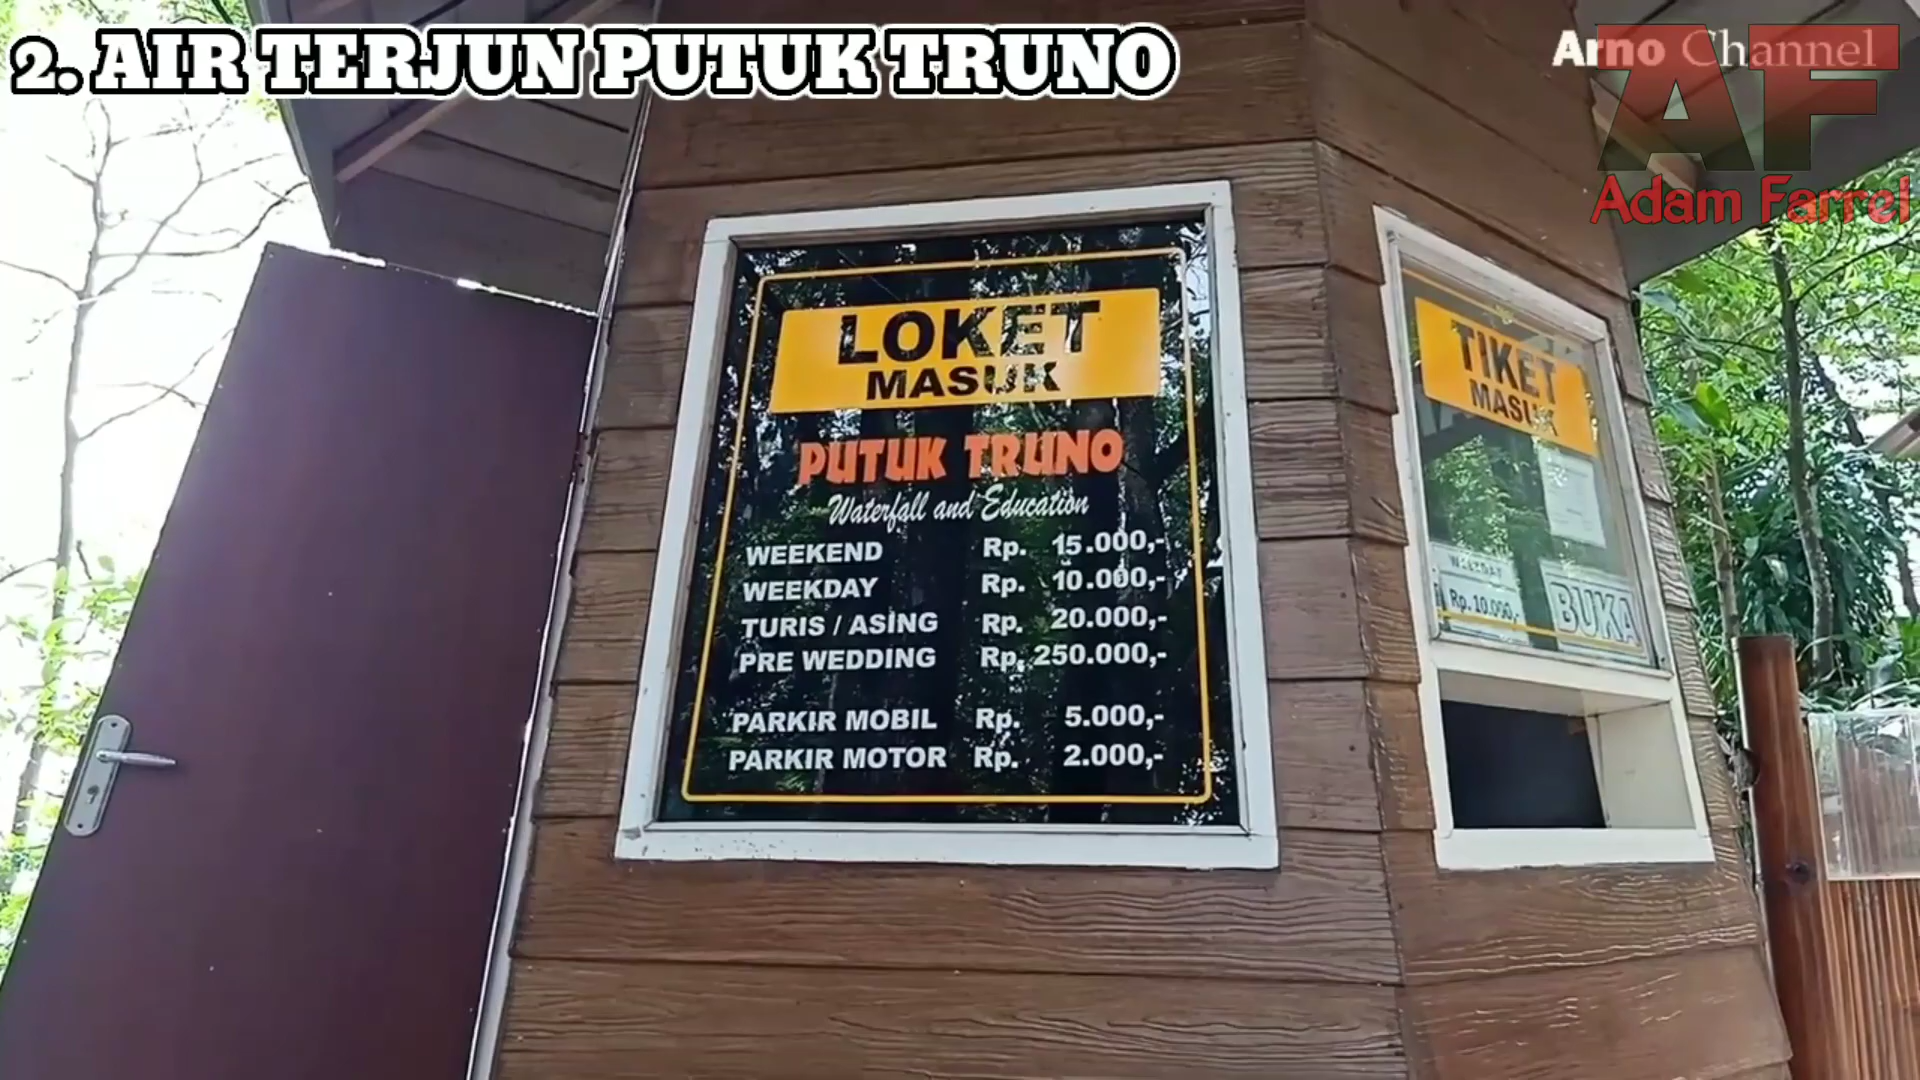 2. AIR TERJUN PUTUK TRUNO
Arno Channel
AF
Adam Farrel
LOKET
MASUK
PUTUK TRUNO
Waterfall and Education
WEEKEND Rp. 15.000,-
WEEKDAY Rp. 10.000,-
TURIS / ASING Rp. 20.000,-
PRE WEDDING Rp. 250.000,-
PARKIR MOBIL Rp. 5.000,-
PARKIR MOTOR Rp. 2.000,-
TIKET
MASUK
WEEKDAY
Rp. 10.000,-
BUKA